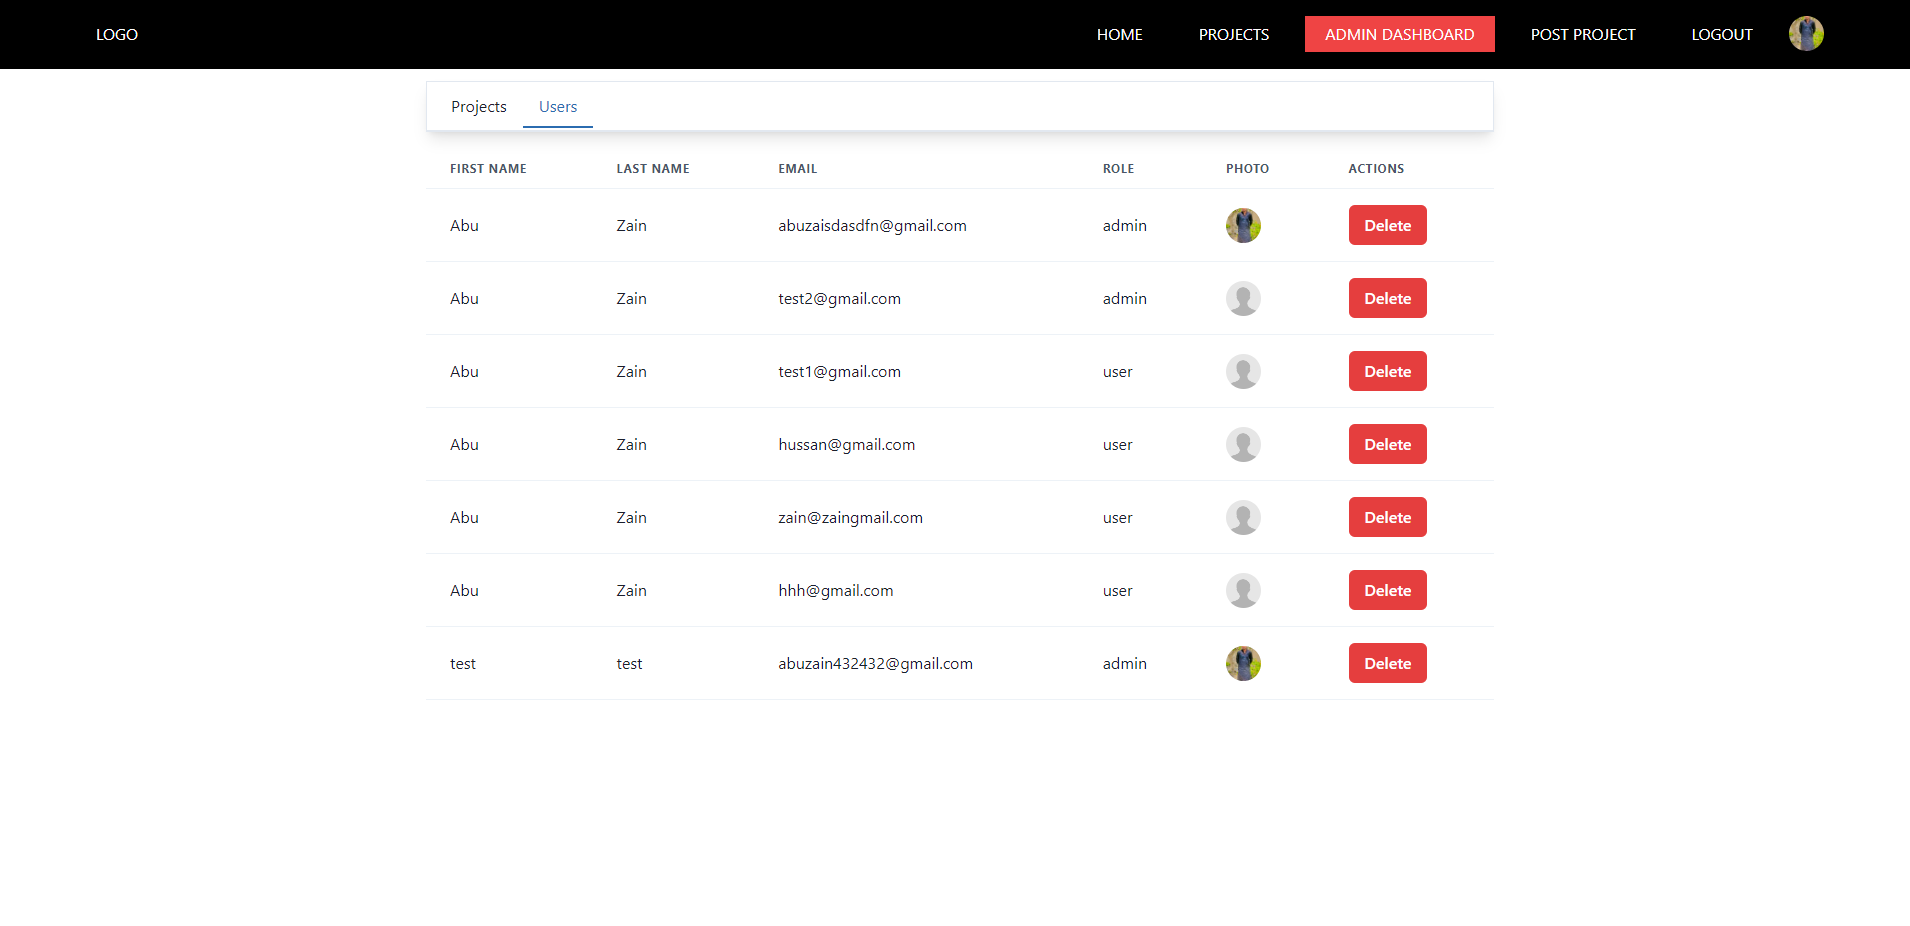 LOGO HOME PROJECTS ADMIN DASHBOARD POST PROJECT LOGOUT
Projects Users
FIRST NAME LAST NAME EMAIL ROLE PHOTO ACTIONS
Abu Zain abuzaisdasdfn@gmail.com admin Delete
Abu Zain test2@gmail.com admin Delete
Abu Zain test1@gmail.com user Delete
Abu Zain hussan@gmail.com user Delete
Abu Zain zain@zaingmail.com user Delete
Abu Zain hhh@gmail.com user Delete
test test abuzain432432@gmail.com admin Delete